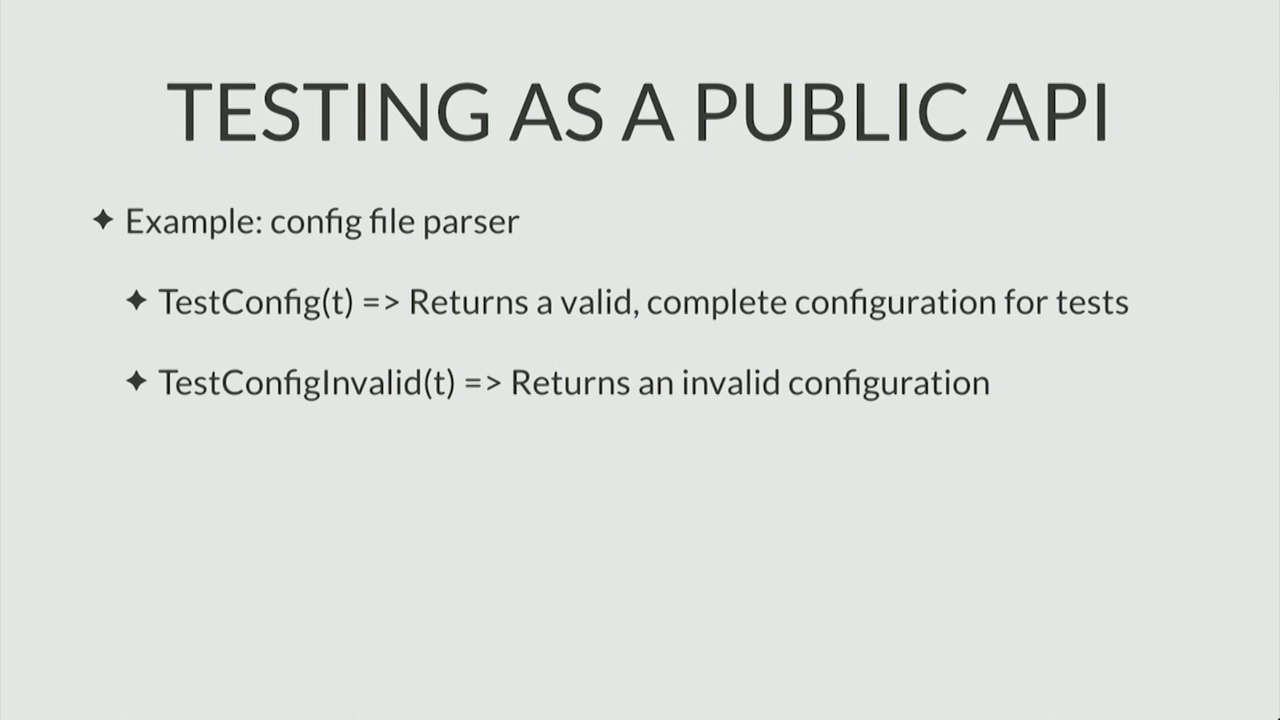 TESTING AS A PUBLIC API
✦ Example: config file parser
✦ TestConfig(t) => Returns a valid, complete configuration for tests
✦ TestConfigInvalid(t) => Returns an invalid configuration